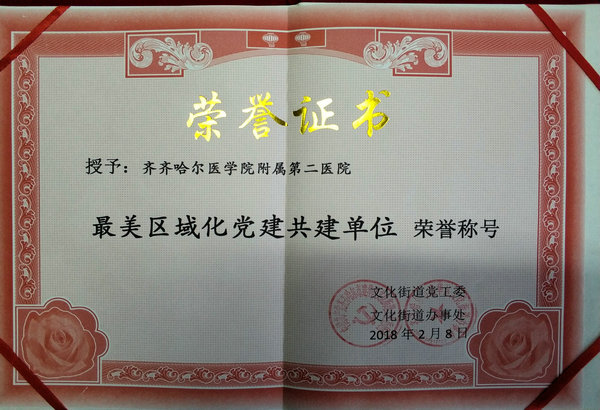 荣誉证书
授予：齐齐哈尔医学院附属第二医院
最美区域化党建共建单位 荣誉称号
文化街道党工委
文化街道办事处
2018年2月8日